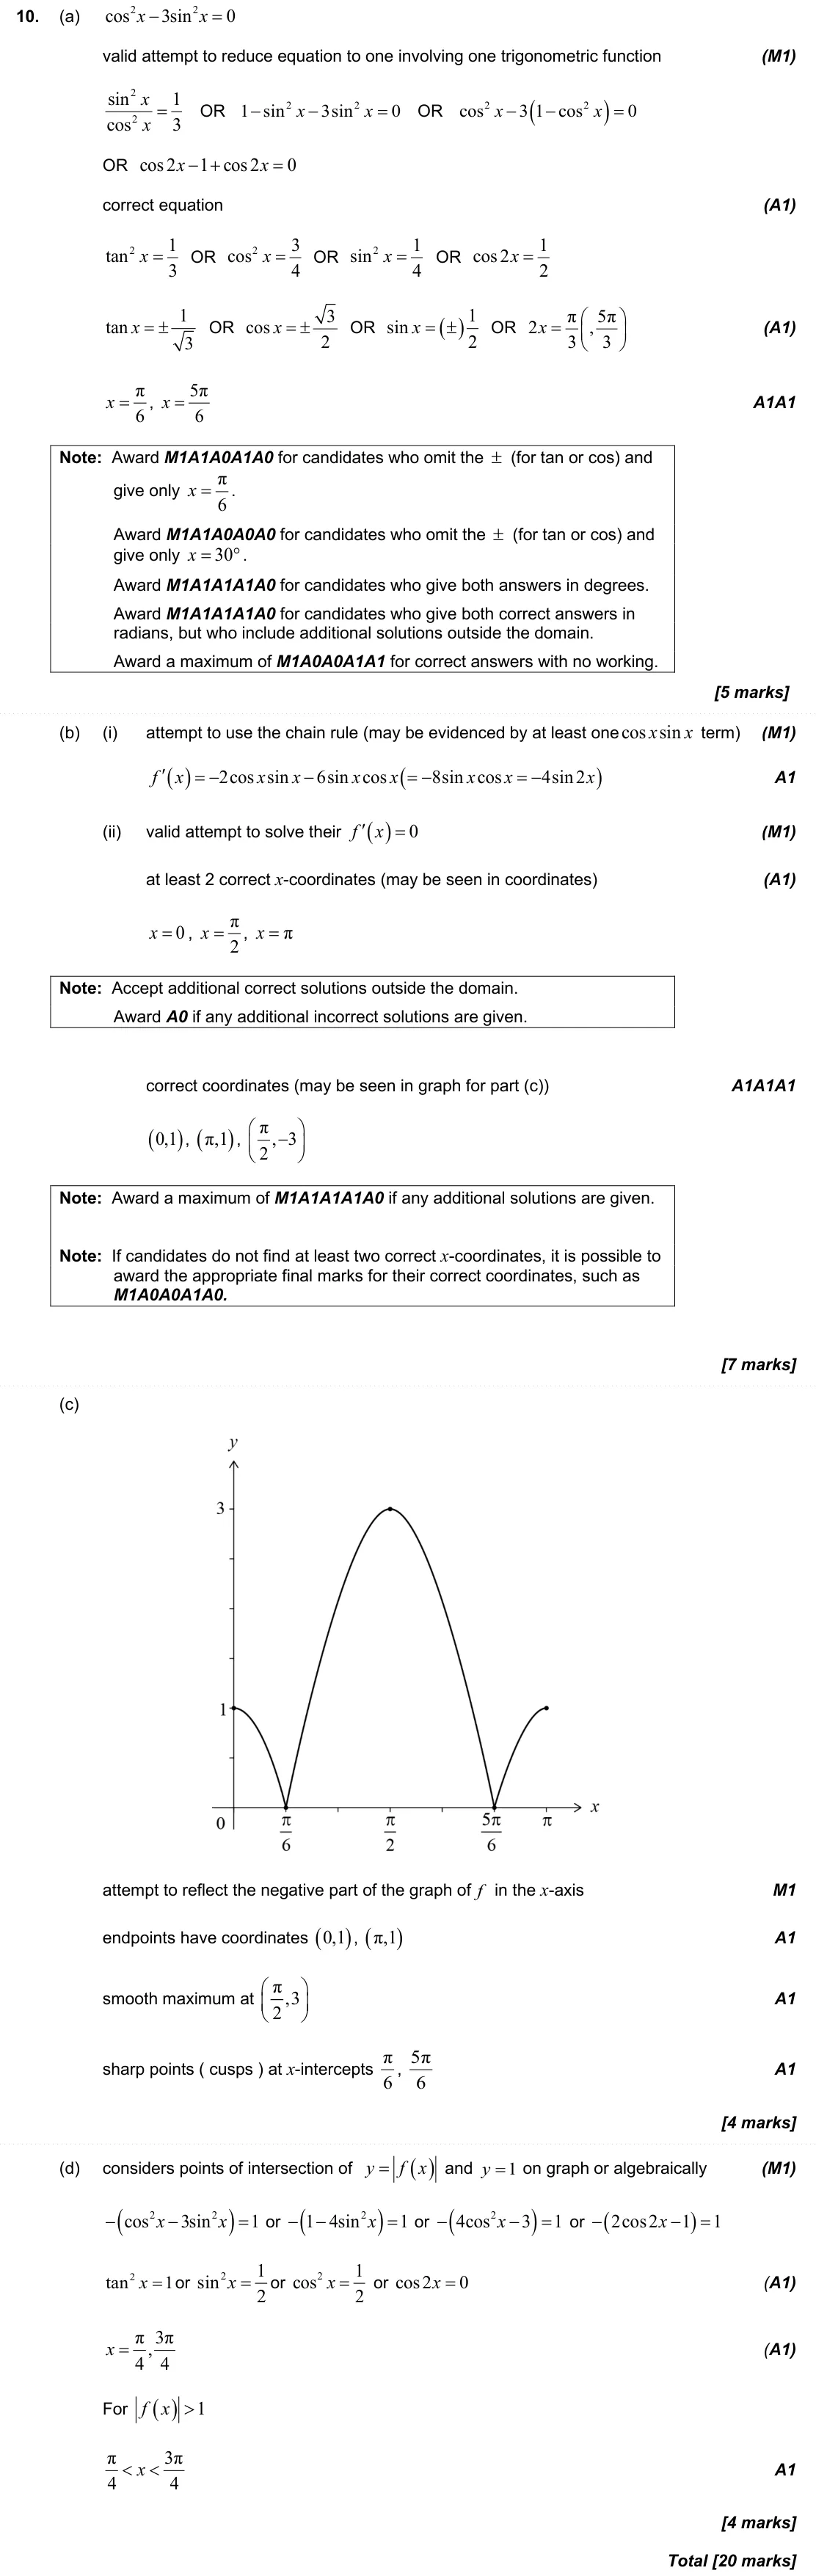 10. (a) cos²x − 3sin²x = 0
valid attempt to reduce equation to one involving one trigonometric function (M1)
sin² x / cos² x = 1/3 OR 1 − sin² x − 3sin² x = 0 OR cos² x − 3(1 − cos² x) = 0
OR cos 2x − 1 + cos 2x = 0
correct equation (A1)
tan² x = 1/3 OR cos² x = 3/4 OR sin² x = 1/4 OR cos 2x = 1/2
tan x = ± 1/√3 OR cos x = ± √3/2 OR sin x = (±) 1/2 OR 2x = π/3 (, 5π/3) (A1)
x = π/6, x = 5π/6 A1A1
Note: Award M1A1A0A1A0 for candidates who omit the ± (for tan or cos) and
give only x = π/6.
Award M1A1A0A0A0 for candidates who omit the ± (for tan or cos) and
give only x = 30°.
Award M1A1A1A1A0 for candidates who give both answers in degrees.
Award M1A1A1A1A0 for candidates who give both correct answers in
radians, but who include additional solutions outside the domain.
Award a maximum of M1A0A0A1A1 for correct answers with no working.
[5 marks]
(b) (i) attempt to use the chain rule (may be evidenced by at least one cos x sin x term) (M1)
f′(x) = −2cos x sin x − 6sin x cos x (= −8sin x cos x = −4sin 2x) A1
(ii) valid attempt to solve their f′(x) = 0 (M1)
at least 2 correct x-coordinates (may be seen in coordinates) (A1)
x = 0, x = π/2, x = π
Note: Accept additional correct solutions outside the domain.
Award A0 if any additional incorrect solutions are given.
correct coordinates (may be seen in graph for part (c)) A1A1A1
(0,1), (π,1), (π/2, −3)
Note: Award a maximum of M1A1A1A1A0 if any additional solutions are given.
Note: If candidates do not find at least two correct x-coordinates, it is possible to
award the appropriate final marks for their correct coordinates, such as
M1A0A0A1A0.
[7 marks]
(c)
y
3
1
0 π/6 π/2 5π/6 π x
attempt to reflect the negative part of the graph of f in the x-axis M1
endpoints have coordinates (0,1), (π,1) A1
smooth maximum at (π/2, 3) A1
sharp points ( cusps ) at x-intercepts π/6, 5π/6 A1
[4 marks]
(d) considers points of intersection of y = |f(x)| and y = 1 on graph or algebraically (M1)
−(cos²x − 3sin²x) = 1 or −(1 − 4sin²x) = 1 or −(4cos²x − 3) = 1 or −(2cos 2x − 1) = 1
tan² x = 1 or sin²x = 1/2 or cos² x = 1/2 or cos 2x = 0 (A1)
x = π/4, 3π/4 (A1)
For |f(x)| > 1
π/4 < x < 3π/4 A1
[4 marks]
Total [20 marks]